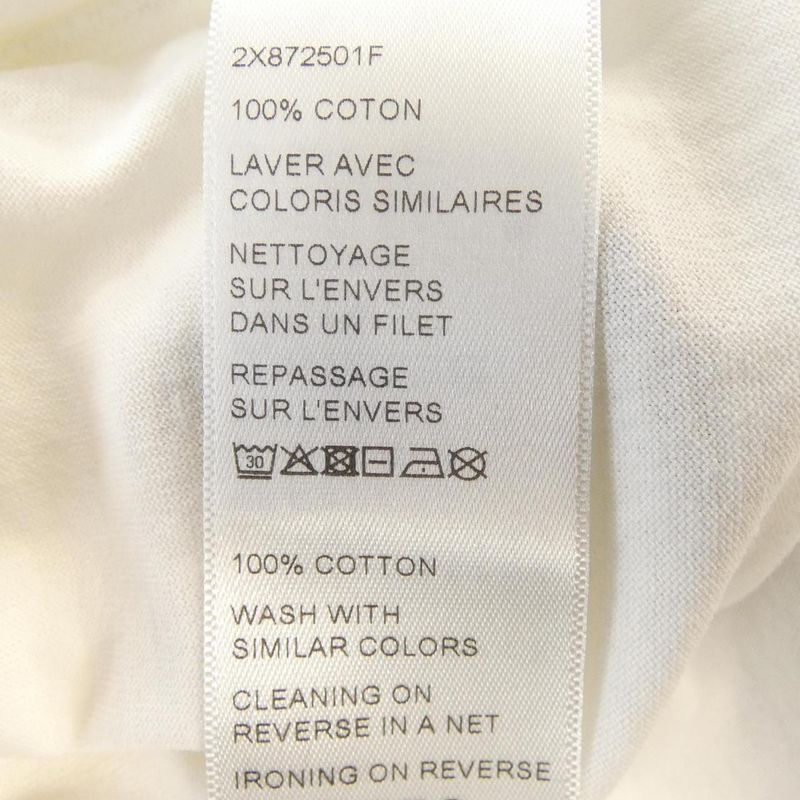 2X872501F
100% COTON
LAVER AVEC
COLORIS SIMILAIRES
NETTOYAGE
SUR L'ENVERS
DANS UN FILET
REPASSAGE
SUR L'ENVERS
30
100% COTTON
WASH WITH
SIMILAR COLORS
CLEANING ON
REVERSE IN A NET
IRONING ON REVERSE